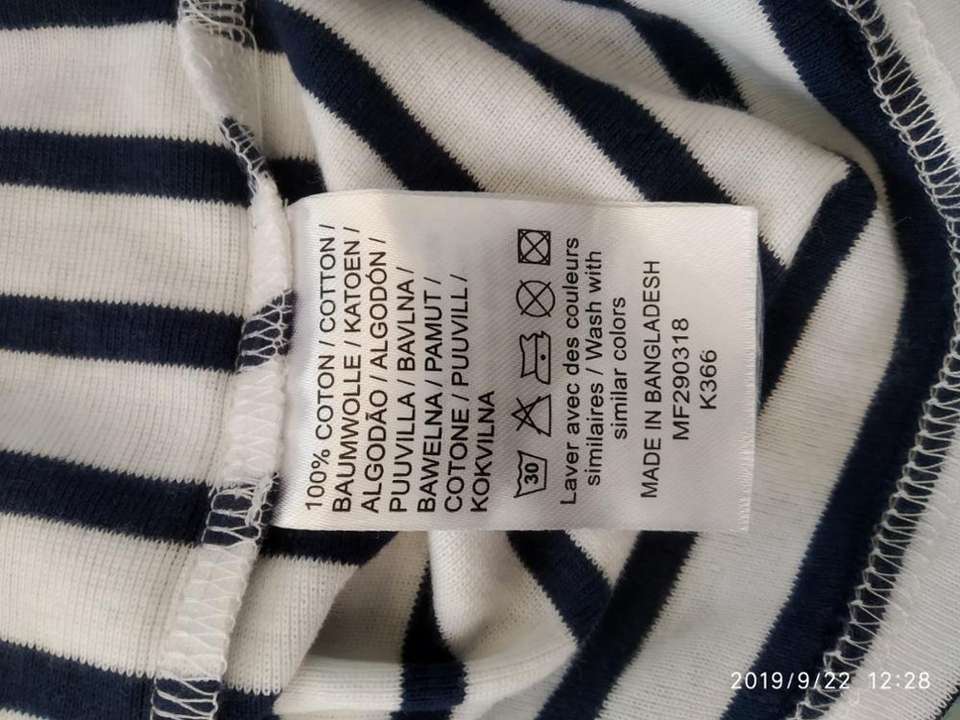 100% COTON / COTTON /
BAUMWOLLE / KATOEN /
ALGODÃO / ALGODÓN /
PUUVILLA / BAVLNA /
BAWELNA / PAMUT /
COTONE / PUUVILL /
KOKVILNA
30
Laver avec des couleurs
similaires / Wash with
similar colors
MADE IN BANGLADESH
MF290318
K366
2019/9/22 12:28